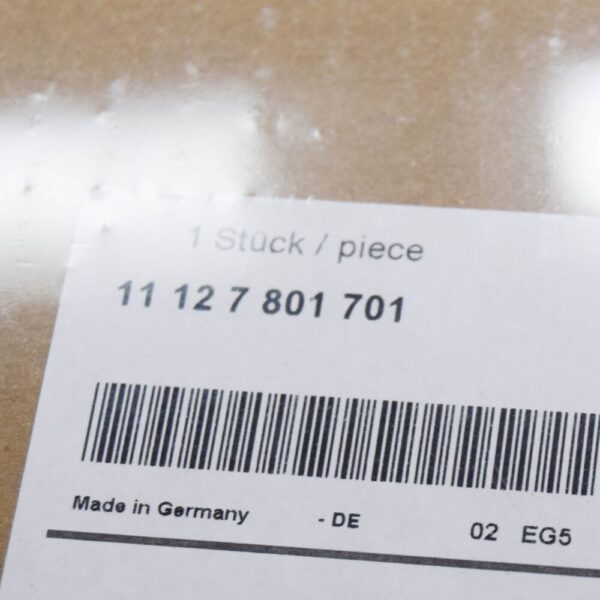 1 Stück / piece
11 12 7 801 701
Made in Germany - DE 02 EG5